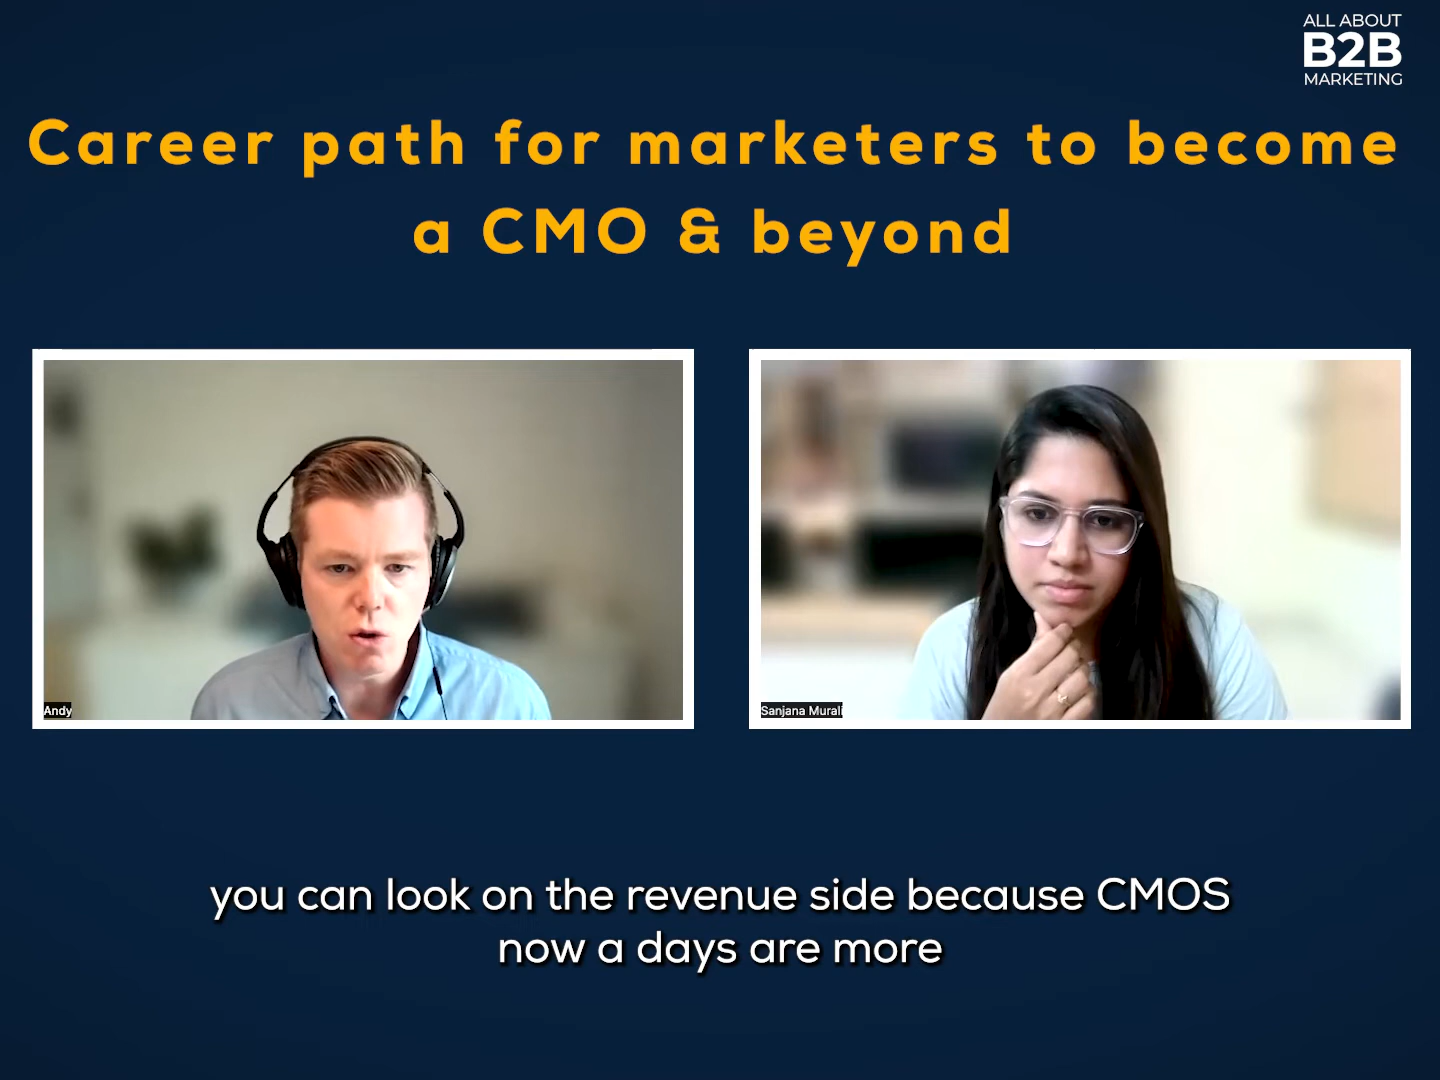 ALL ABOUT
B2B
MARKETING
Career path for marketers to become
a CMO & beyond
Andy
Sanjana Murali
you can look on the revenue side because CMOS
now a days are more